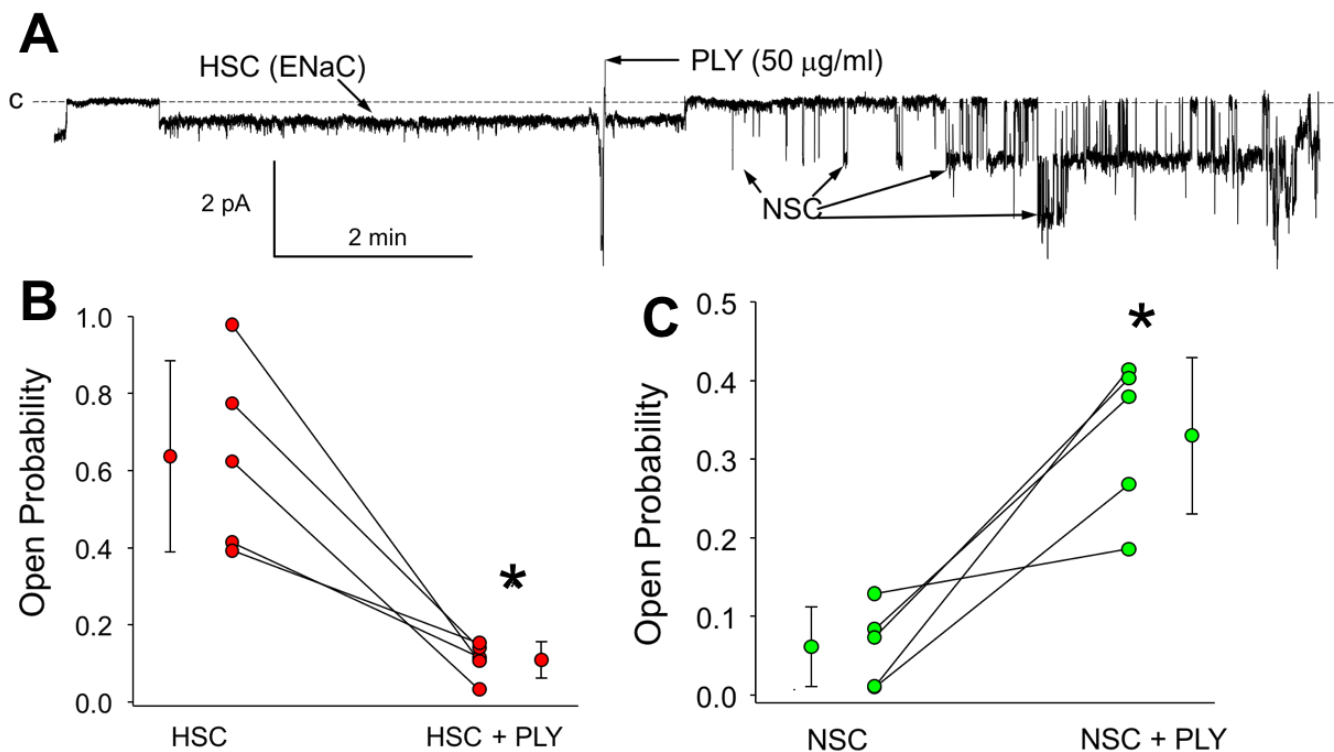 A
HSC (ENaC)
PLY (50 μg/ml)
c
2 pA
2 min
NSC
B
1.0
0.8
0.6
0.4
0.2
0.0
Open Probability
*
HSC
HSC + PLY
C
0.5
0.4
0.3
0.2
0.1
0.0
Open Probability
*
NSC
NSC + PLY